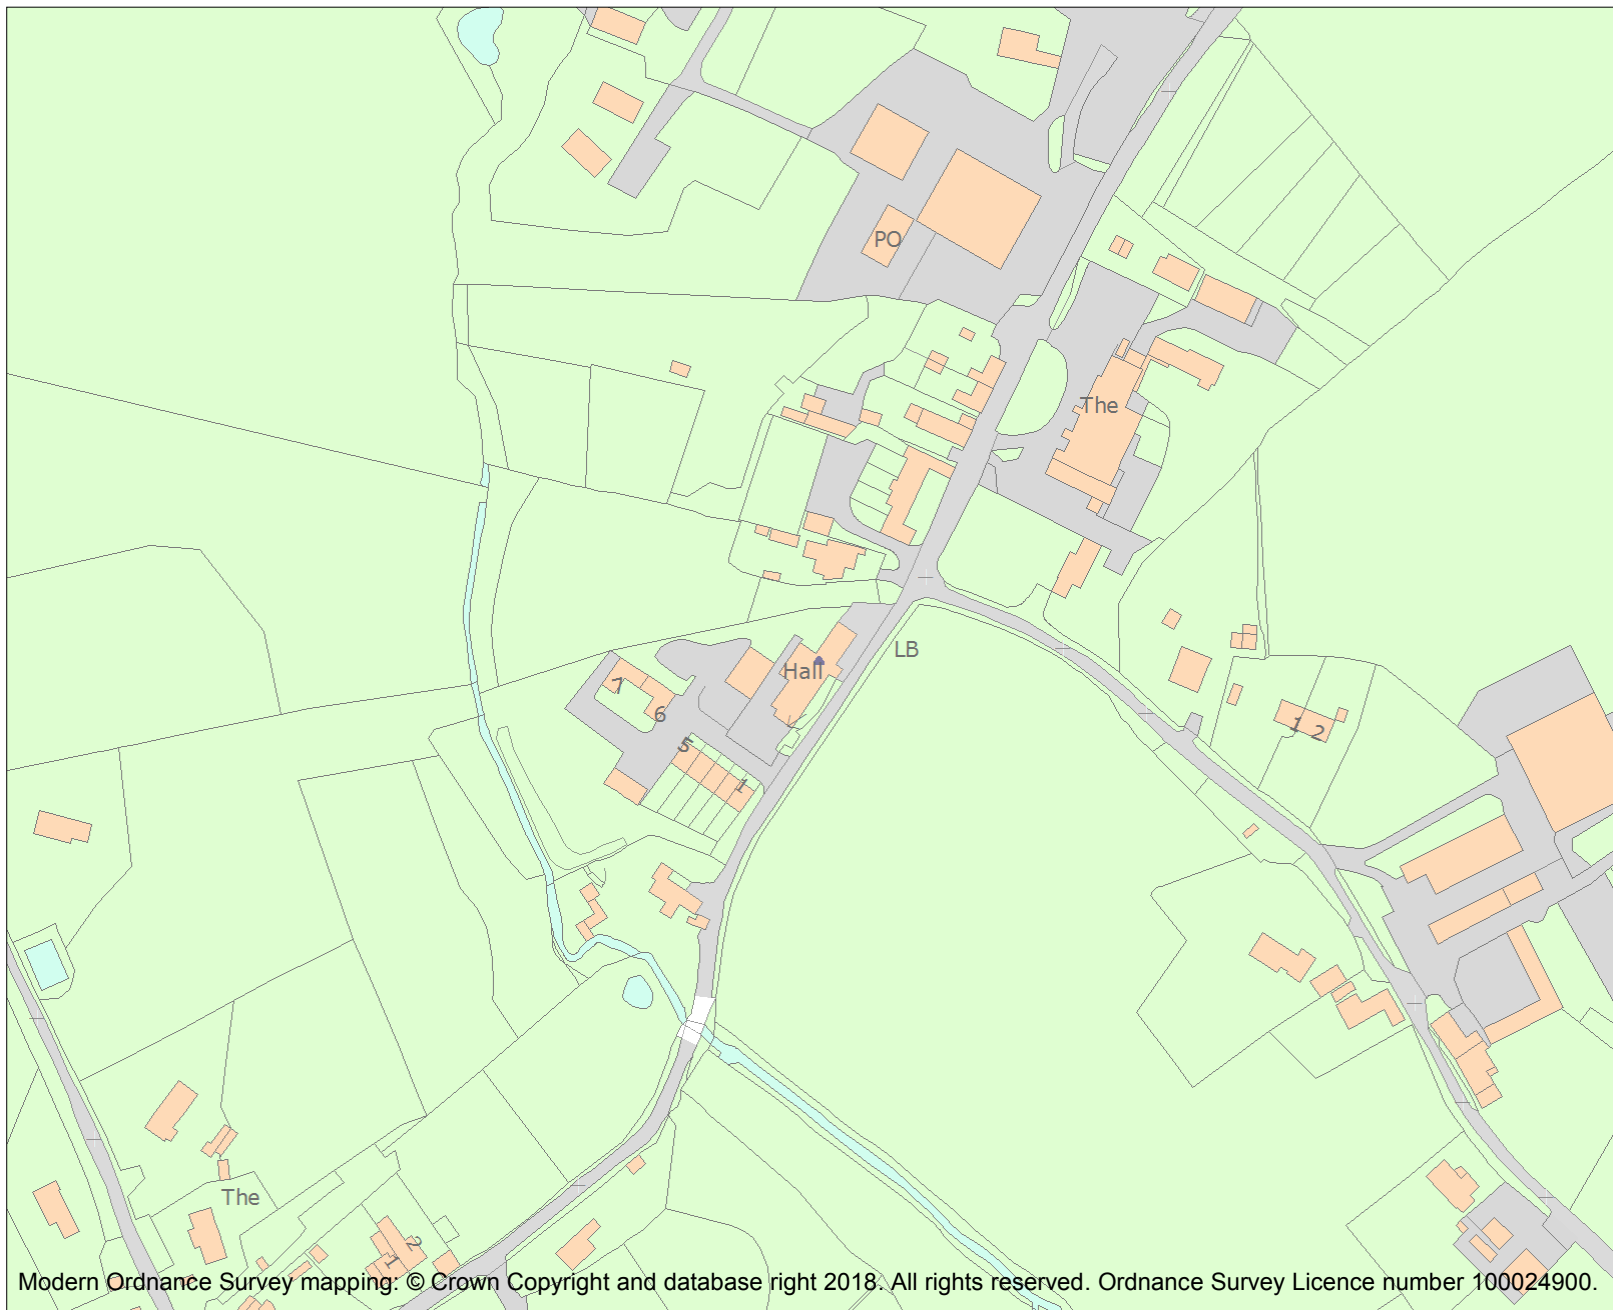 PO
The
LB
Hall
7
6
5
1
1 2
The
2
1
Modern Ordnance Survey mapping: © Crown Copyright and database right 2018. All rights reserved. Ordnance Survey Licence number 100024900.